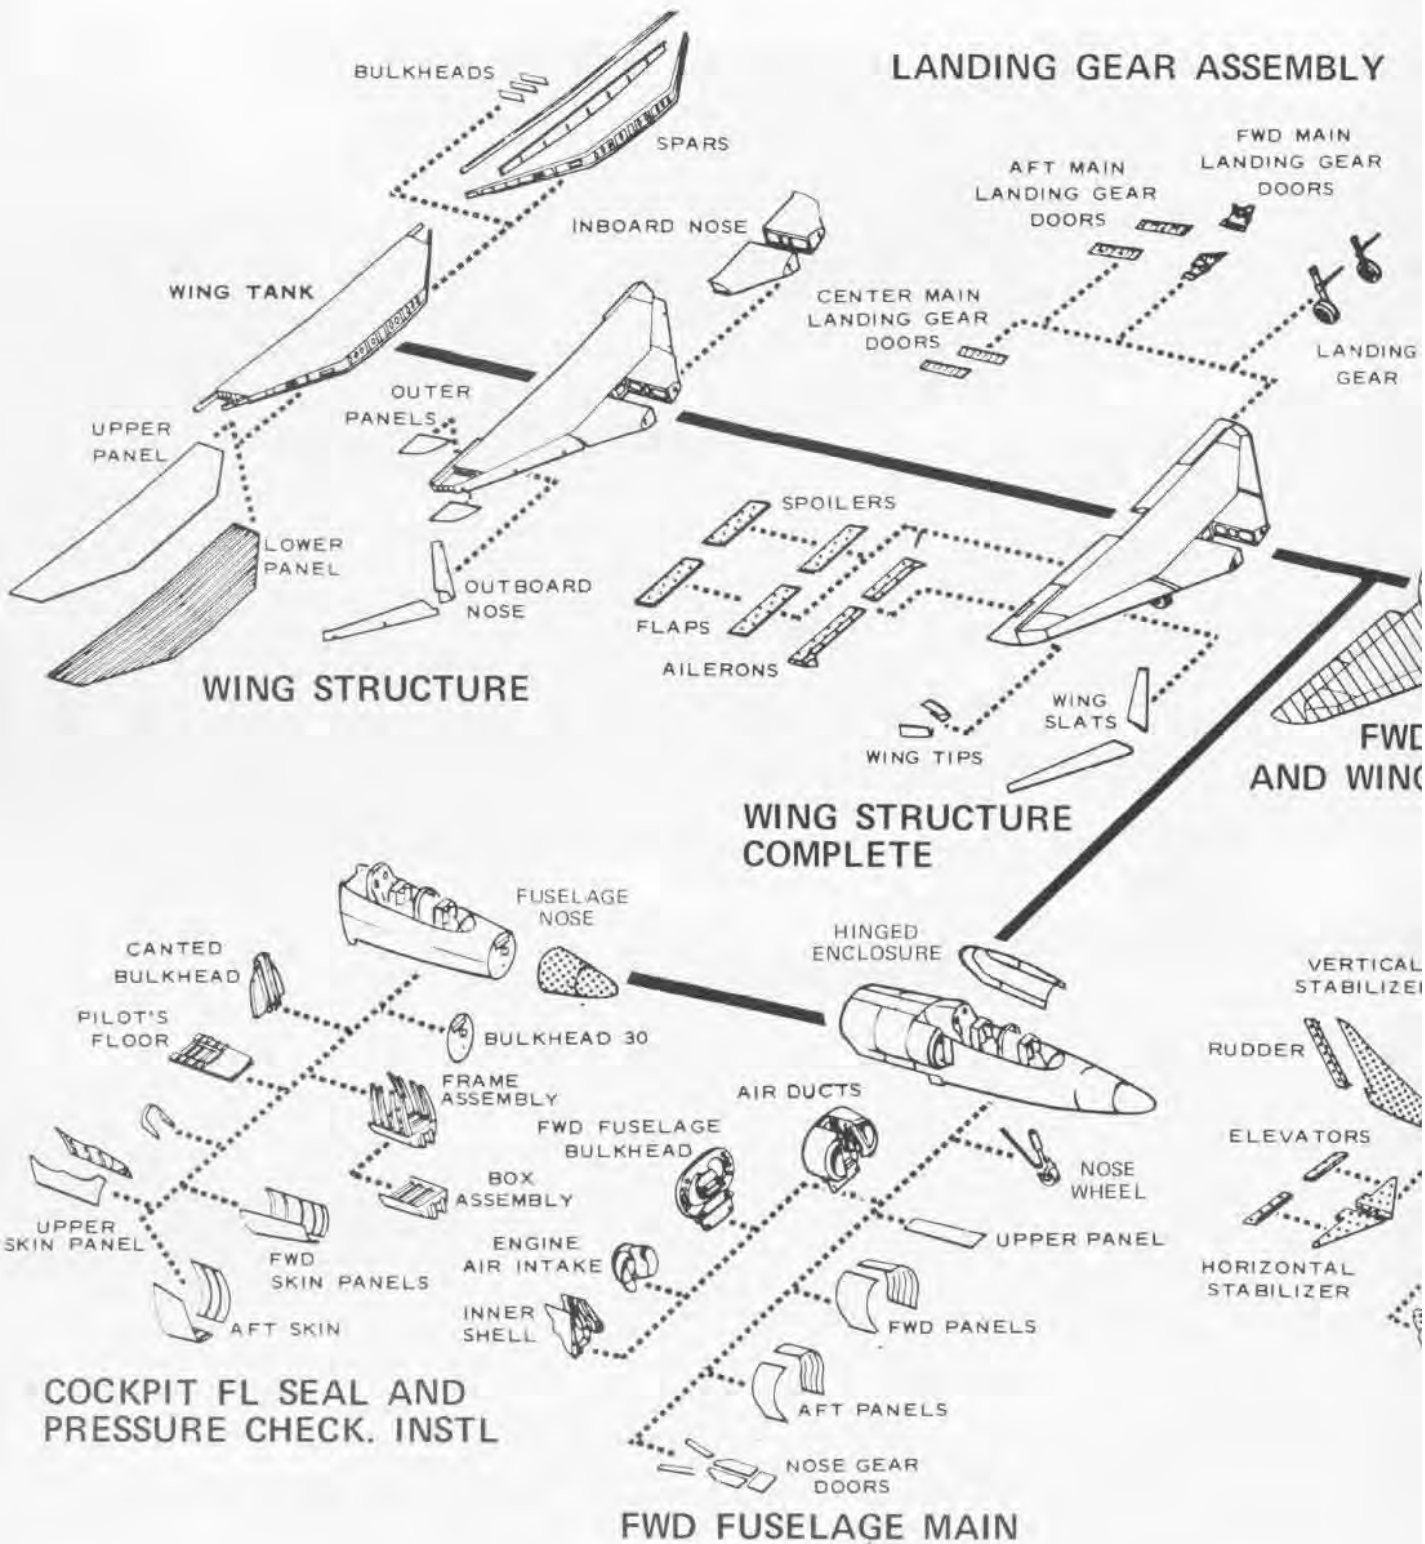 LANDING GEAR ASSEMBLY
BULKHEADS
SPARS
FWD MAIN
LANDING GEAR
DOORS
AFT MAIN
LANDING GEAR
DOORS
INBOARD NOSE
WING TANK
CENTER MAIN
LANDING GEAR
DOORS
LANDING
GEAR
OUTER
PANELS
UPPER
PANEL
SPOILERS
LOWER
PANEL
OUTBOARD
NOSE
FLAPS
AILERONS
WING STRUCTURE
WING
SLATS
WING TIPS
FWD
AND WING
WING STRUCTURE
COMPLETE
FUSELAGE
NOSE
HINGED
ENCLOSURE
CANTED
BULKHEAD
VERTICAL
STABILIZER
PILOT'S
FLOOR
BULKHEAD 30
RUDDER
FRAME
ASSEMBLY
AIR DUCTS
FWD FUSELAGE
BULKHEAD
ELEVATORS
NOSE
WHEEL
BOX
ASSEMBLY
UPPER
SKIN PANEL
UPPER PANEL
ENGINE
AIR INTAKE
FWD
SKIN PANELS
HORIZONTAL
STABILIZER
INNER
SHELL
AFT SKIN
FWD PANELS
COCKPIT FL SEAL AND
PRESSURE CHECK. INSTL
AFT PANELS
NOSE GEAR
DOORS
FWD FUSELAGE MAIN